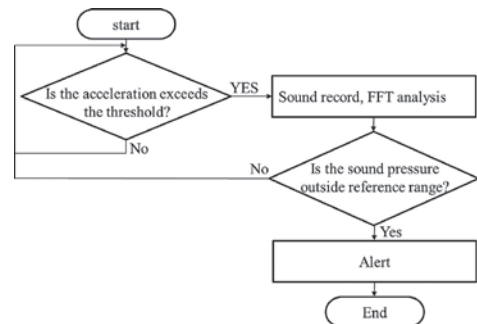 start
Is the acceleration exceeds
the threshold?
YES
Sound record, FFT analysis
No
No
Is the sound pressure
outside reference range?
Yes
Alert
End